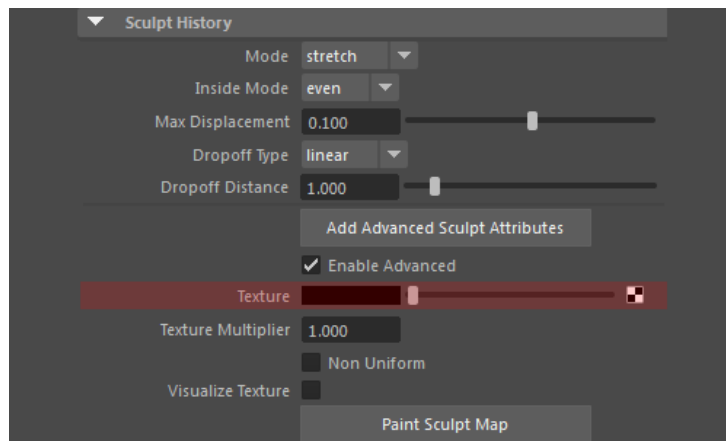 Sculpt History
Mode stretch
Inside Mode even
Max Displacement 0.100
Dropoff Type linear
Dropoff Distance 1.000
Add Advanced Sculpt Attributes
Enable Advanced
Texture
Texture Multiplier 1.000
Non Uniform
Visualize Texture
Paint Sculpt Map